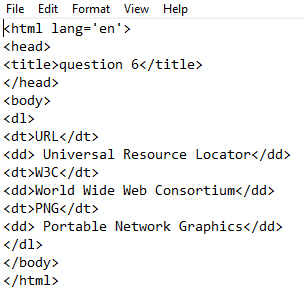 File Edit Format View Help
<html lang='en'>
<head>
<title>question 6</title>
</head>
<body>
<dl>
<dt>URL</dt>
<dd> Universal Resource Locator</dd>
<dt>W3C</dt>
<dd>World Wide Web Consortium</dd>
<dt>PNG</dt>
<dd> Portable Network Graphics</dd>
</dl>
</body>
</html>